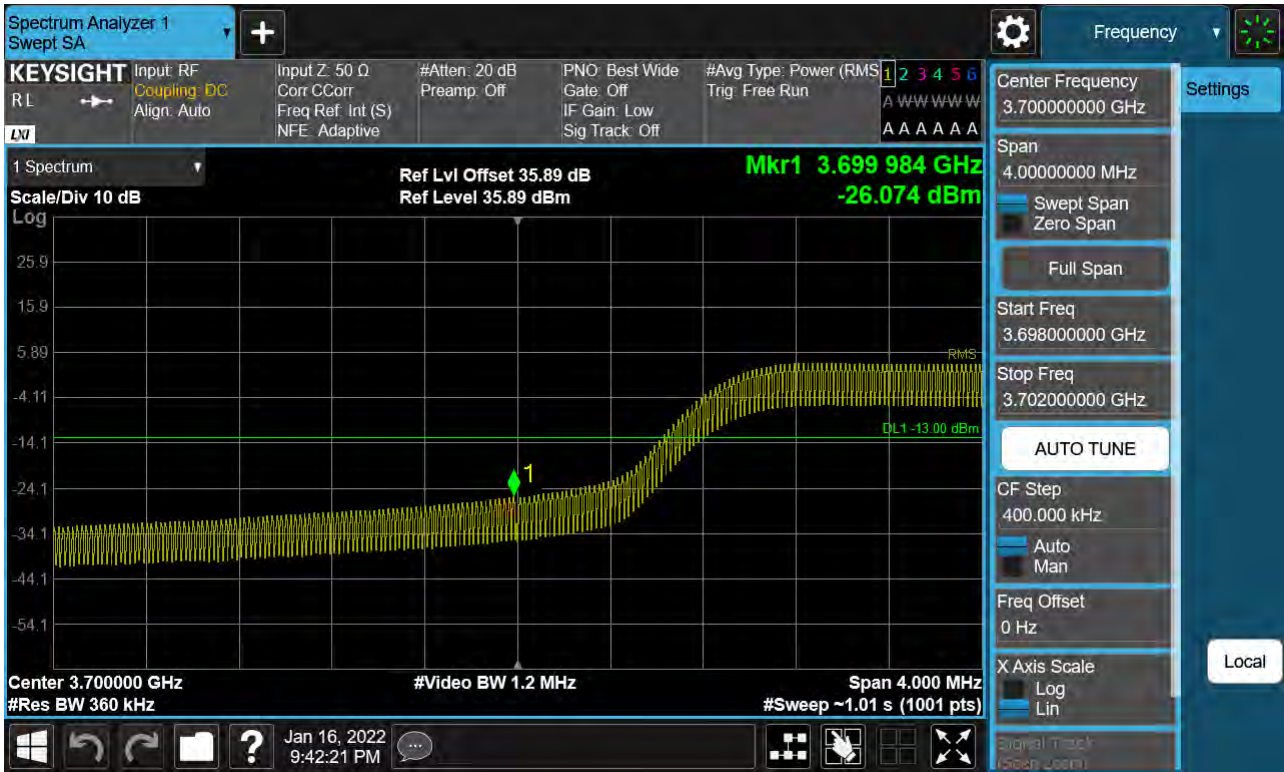 Spectrum Analyzer 1
Swept SA
+
Frequency
KEYSIGHT
RL
LXI
Input: RF
Coupling: DC
Align: Auto
Input Z: 50 Ω
Corr CCorr
Freq Ref: Int (S)
NFE: Adaptive
#Atten: 20 dB
Preamp: Off
PNO: Best Wide
Gate: Off
IF Gain: Low
Sig Track: Off
#Avg Type: Power (RMS
Trig: Free Run
1 2 3 4 5 6
A W W W W W
A A A A A A
1 Spectrum
Scale/Div 10 dB
Log
Ref Lvl Offset 35.89 dB
Ref Level 35.89 dBm
Mkr1 3.699 984 GHz
-26.074 dBm
25.9
15.9
5.89
-4.11
-14.1
-24.1
-34.1
-44.1
-54.1
RMS
DL1 -13.00 dBm
1
Center 3.700000 GHz
#Res BW 360 kHz
#Video BW 1.2 MHz
Span 4.000 MHz
#Sweep ~1.01 s (1001 pts)
Center Frequency
3.700000000 GHz
Settings
Span
4.00000000 MHz
Swept Span
Zero Span
Full Span
Start Freq
3.698000000 GHz
Stop Freq
3.702000000 GHz
AUTO TUNE
CF Step
400.000 kHz
Auto
Man
Freq Offset
0 Hz
X Axis Scale
Log
Lin
Signal Track
(Span Zoom)
Local
?
Jan 16, 2022
9:42:21 PM